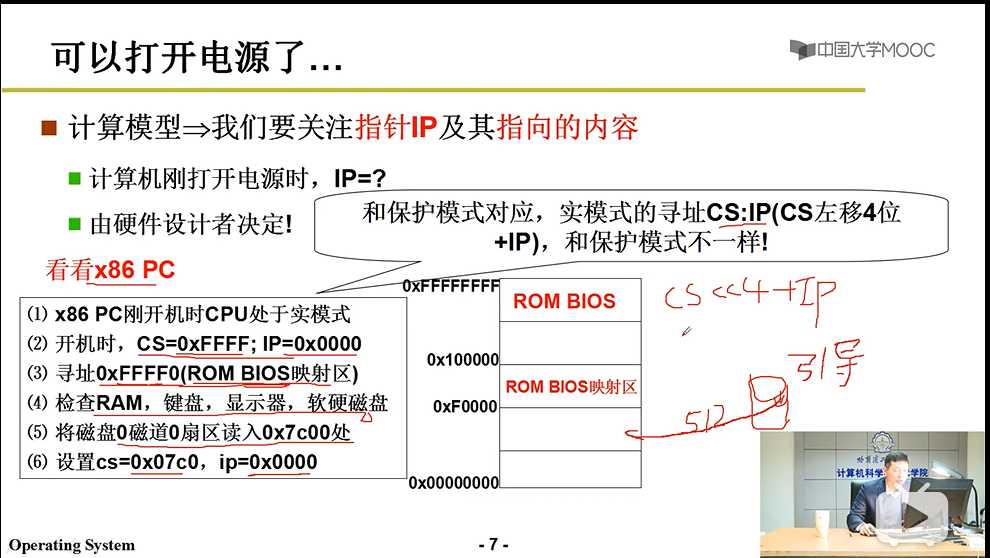 可以打开电源了…
中国大学MOOC
计算模型⇒我们要关注指针IP及其指向的内容
计算机刚打开电源时，IP=?
由硬件设计者决定!
和保护模式对应，实模式的寻址CS:IP(CS左移4位
+IP)，和保护模式不一样!
看看x86 PC
⑴ x86 PC刚开机时CPU处于实模式
⑵ 开机时，CS=0xFFFF; IP=0x0000
⑶ 寻址0xFFFF0(ROM BIOS映射区)
⑷ 检查RAM，键盘，显示器，软硬磁盘
⑸ 将磁盘0磁道0扇区读入0x7c00处
⑹ 设置cs=0x07c0，ip=0x0000
0xFFFFFFFF
ROM BIOS
0x100000
ROM BIOS映射区
0xF0000
0x00000000
CS<<4+IP
引导
512
计算机科学
学院
Operating System
- 7 -